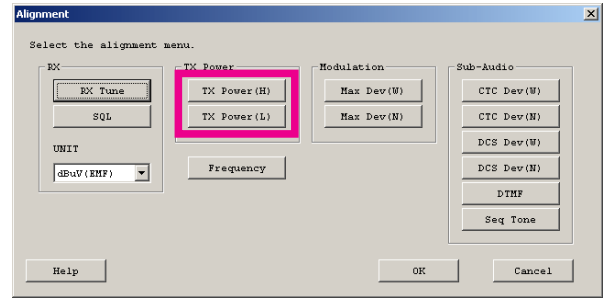 Alignment
Select the alignment menu.
RX
RX Tune
SQL
UNIT
dBuV(EMF)
TX Power
TX Power(H)
TX Power(L)
Frequency
Modulation
Max Dev(W)
Max Dev(N)
Sub-Audio
CTC Dev(W)
CTC Dev(N)
DCS Dev(W)
DCS Dev(N)
DTMF
Seq Tone
Help
OK
Cancel